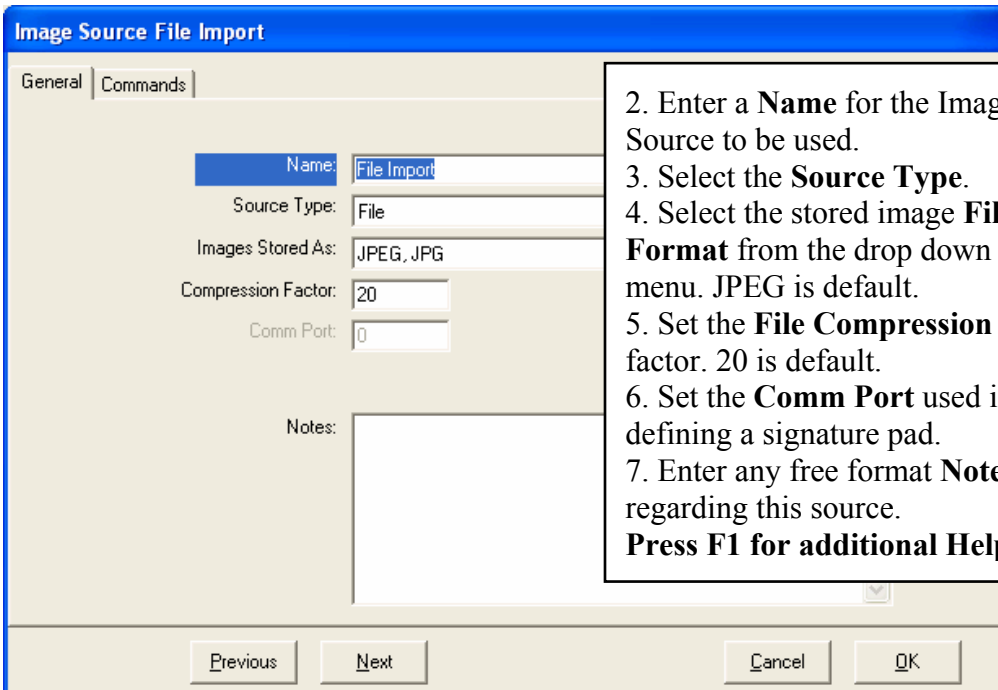 Image Source File Import
General Commands
Name: File Import
Source Type: File
Images Stored As: JPEG, JPG
Compression Factor: 20
Comm Port: 0
Notes:
2. Enter a Name for the Imag
Source to be used.
3. Select the Source Type.
4. Select the stored image Fil
Format from the drop down
menu. JPEG is default.
5. Set the File Compression
factor. 20 is default.
6. Set the Comm Port used i
defining a signature pad.
7. Enter any free format Note
regarding this source.
Press F1 for additional Help
Previous Next Cancel OK